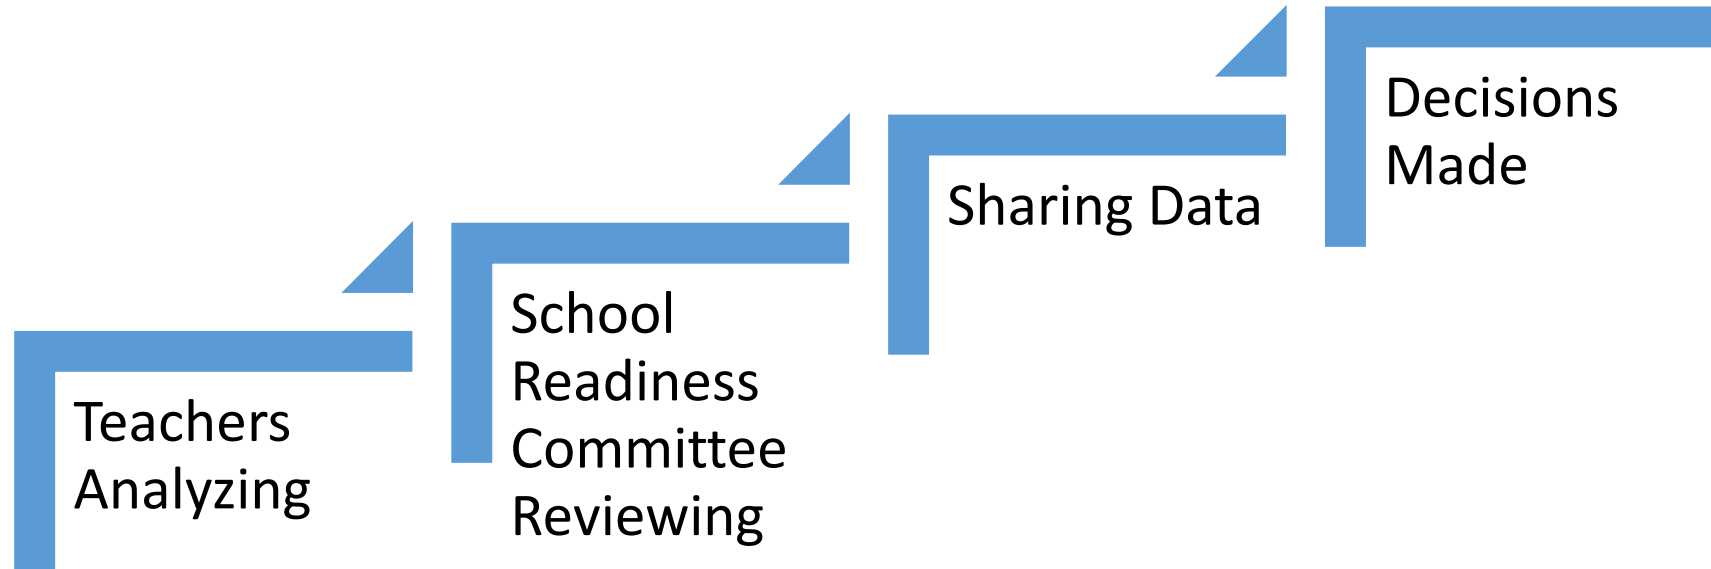 Teachers
Analyzing
School
Readiness
Committee
Reviewing
Sharing Data
Decisions
Made